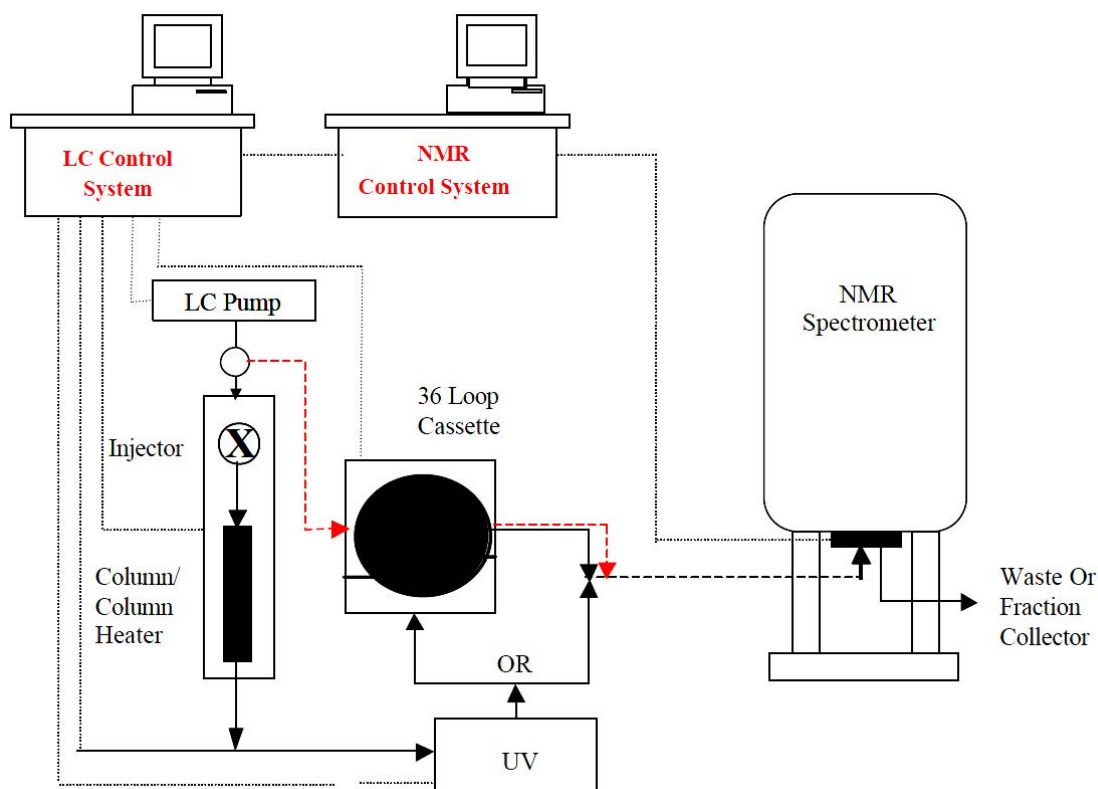 LC Control
System
NMR
Control System
LC Pump
NMR
Spectrometer
36 Loop
Cassette
Injector
X
Column/
Column
Heater
Waste Or
Fraction
Collector
OR
UV